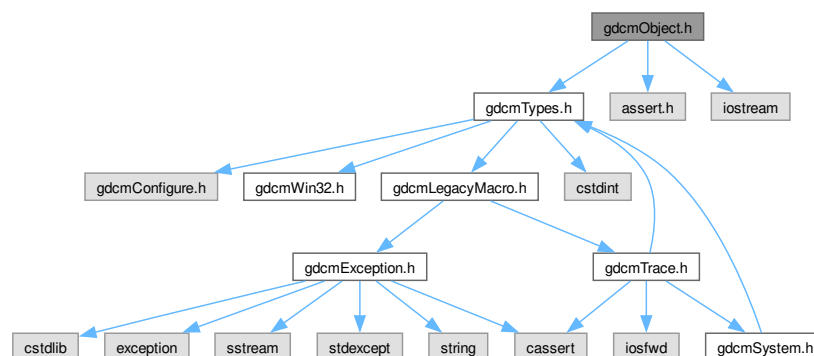 gdcmObject.h
gdcmTypes.h
assert.h
iostream
gdcmConfigure.h
gdcmWin32.h
gdcmLegacyMacro.h
cstdint
gdcmException.h
gdcmTrace.h
cstdlib
exception
sstream
stdexcept
string
cassert
iosfwd
gdcmSystem.h